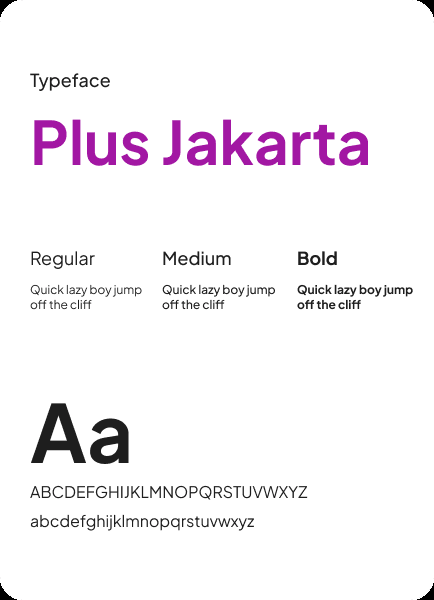 Typeface
Plus Jakarta
Regular
Quick lazy boy jump
off the cliff
Medium
Quick lazy boy jump
off the cliff
Bold
Quick lazy boy jump
off the cliff
Aa
ABCDEFGHIJKLMNOPQRSTUVWXYZ
abcdefghijklmnopqrstuvwxyz